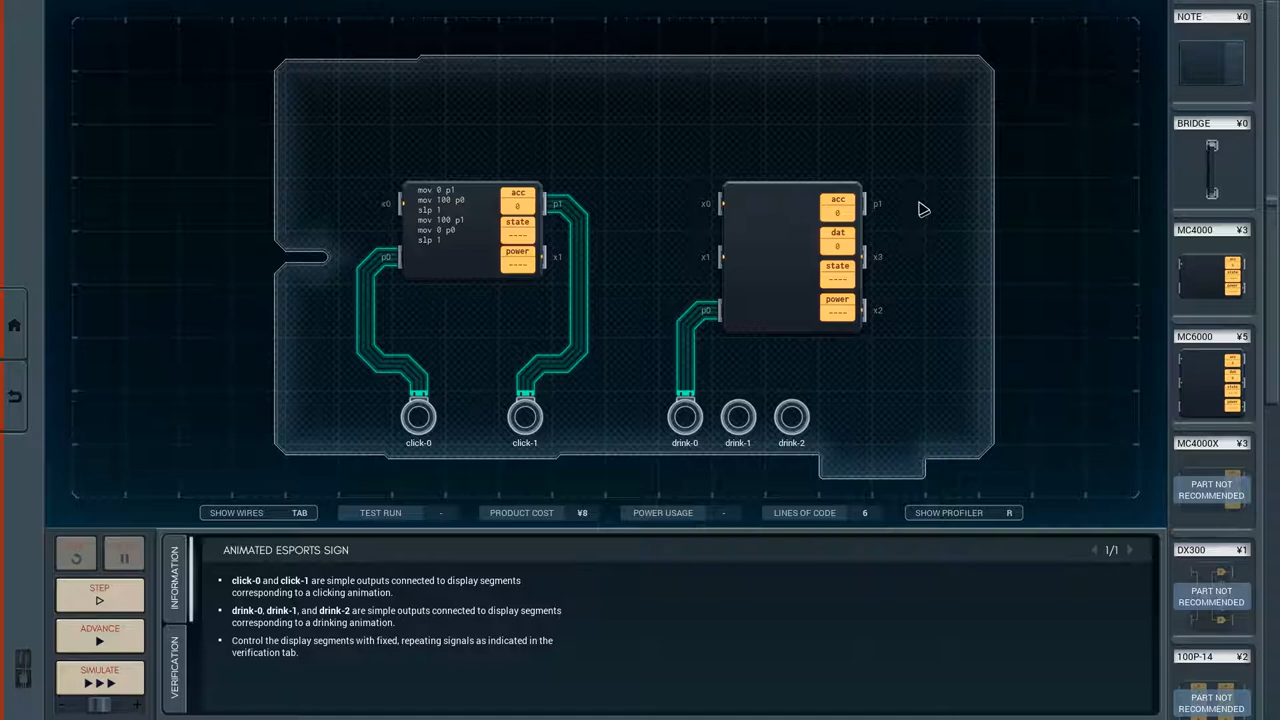 NOTE ¥0
BRIDGE ¥0
MC4000 ¥3
MC6000 ¥5
MC4000X ¥3
PART NOT
RECOMMENDED
DX300 ¥1
PART NOT
RECOMMENDED
100P-14 ¥2
PART NOT
RECOMMENDED
mov 0 p1
mov 100 p0
slp 1
mov 100 p1
mov 0 p0
slp 1
acc
0
state
----
power
----
x0
p0
p1
x1
acc
0
dat
0
state
----
power
----
x0
x1
p0
p1
x3
x2
click-0
click-1
drink-0
drink-1
drink-2
SHOW WIRES TAB
TEST RUN -
PRODUCT COST ¥8
POWER USAGE -
LINES OF CODE 6
SHOW PROFILER R
STEP
ADVANCE
SIMULATE
- +
INFORMATION
VERIFICATION
ANIMATED ESPORTS SIGN
1/1
click-0 and click-1 are simple outputs connected to display segments
corresponding to a clicking animation.
drink-0, drink-1, and drink-2 are simple outputs connected to display segments
corresponding to a drinking animation.
Control the display segments with fixed, repeating signals as indicated in the
verification tab.